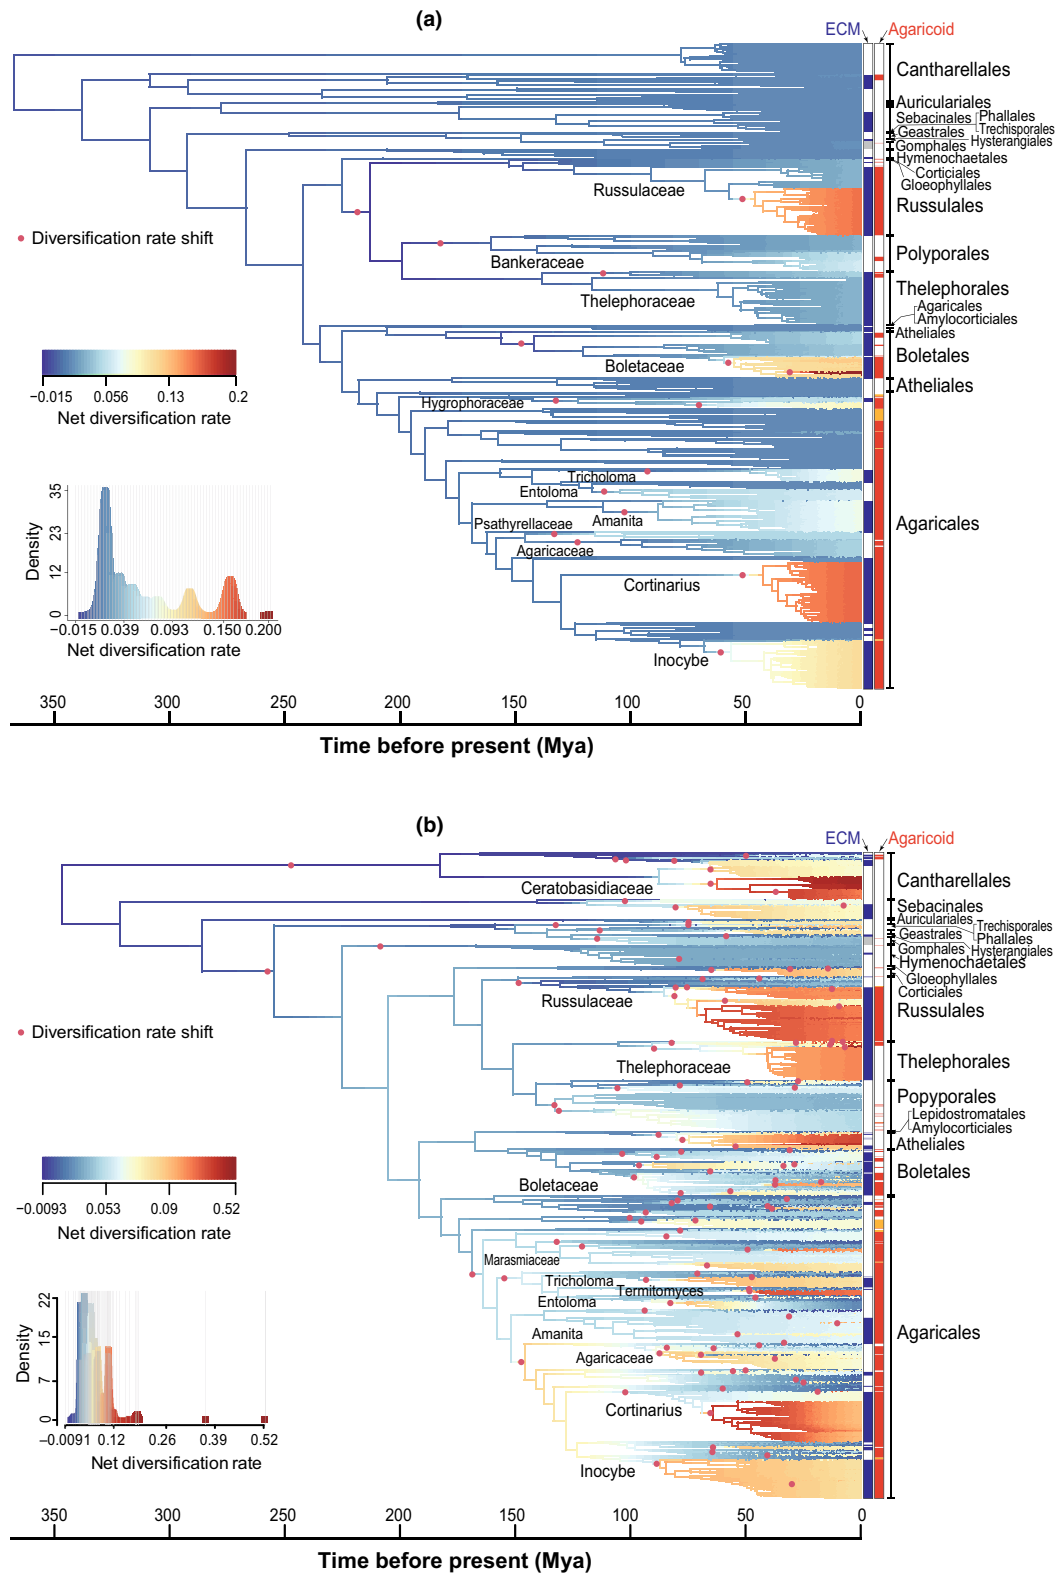 (a)
ECM
Agaricoid
Cantharellales
Auriculariales
Sebacinales
Phallales
Trechisporales
Geastrales
Hysterangiales
Gomphales
Hymenochaetales
Corticiales
Gloeophyllales
Russulaceae
Russulales
Diversification rate shift
Polyporales
Bankeraceae
Thelephorales
Thelephoraceae
Agaricales
Amylocorticiales
Atheliales
Boletales
Boletaceae
Atheliales
−0.015 0.056 0.13 0.2
Net diversification rate
Hygrophoraceae
Tricholoma
Entoloma
Amanita
Psathyrellaceae
Agaricales
Agaricaceae
Cortinarius
Inocybe
Density
35
23
12
0
−0.015 0.039 0.093 0.150 0.200
Net diversification rate
350 300 250 200 150 100 50 0
Time before present (Mya)
(b)
ECM
Agaricoid
Ceratobasidiaceae
Cantharellales
Sebacinales
Auriculariales
Trechisporales
Geastrales
Phallales
Gomphales
Hysterangiales
Hymenochaetales
Gloeophyllales
Corticiales
Russulaceae
Russulales
Diversification rate shift
Thelephoraceae
Thelephorales
Popyporales
Lepidostromatales
Amylocorticiales
Atheliales
Boletales
Boletaceae
−0.0093 0.053 0.09 0.52
Net diversification rate
Marasmiaceae
Tricholoma
Termitomyces
Entoloma
Amanita
Agaricales
Agaricaceae
Cortinarius
Inocybe
Density
22
15
7
0
−0.0091 0.12 0.26 0.39 0.52
Net diversification rate
350 300 250 200 150 100 50 0
Time before present (Mya)